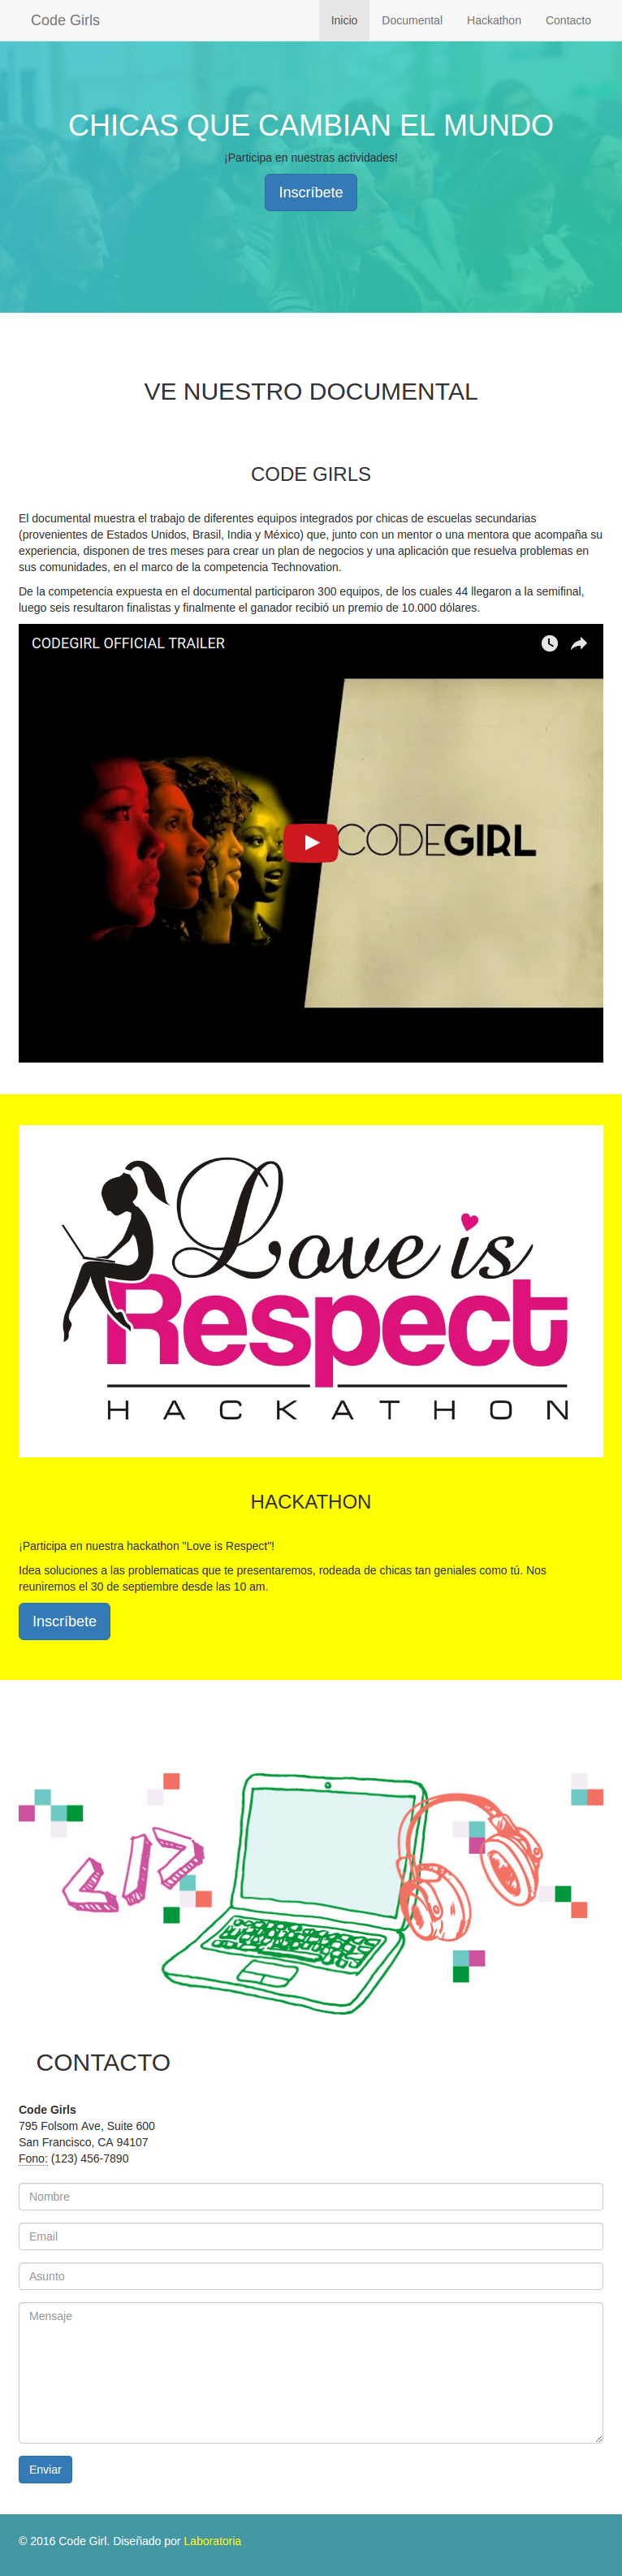 Code Girls
Inicio
Documental
Hackathon
Contacto
CHICAS QUE CAMBIAN EL MUNDO
¡Participa en nuestras actividades!
Inscríbete
VE NUESTRO DOCUMENTAL
CODE GIRLS
El documental muestra el trabajo de diferentes equipos integrados por chicas de escuelas secundarias
(provenientes de Estados Unidos, Brasil, India y México) que, junto con un mentor o una mentora que acompaña su
experiencia, disponen de tres meses para crear un plan de negocios y una aplicación que resuelva problemas en
sus comunidades, en el marco de la competencia Technovation.
De la competencia expuesta en el documental participaron 300 equipos, de los cuales 44 llegaron a la semifinal,
luego seis resultaron finalistas y finalmente el ganador recibió un premio de 10.000 dólares.
CODEGIRL OFFICIAL TRAILER
CODEGIRL
Love is
Respect
HACKATHON
HACKATHON
¡Participa en nuestra hackathon "Love is Respect"!
Idea soluciones a las problematicas que te presentaremos, rodeada de chicas tan geniales como tú. Nos
reuniremos el 30 de septiembre desde las 10 am.
Inscríbete
CONTACTO
Code Girls
795 Folsom Ave, Suite 600
San Francisco, CA 94107
Fono: (123) 456-7890
Nombre
Email
Asunto
Mensaje
Enviar
© 2016 Code Girl. Diseñado por Laboratoria